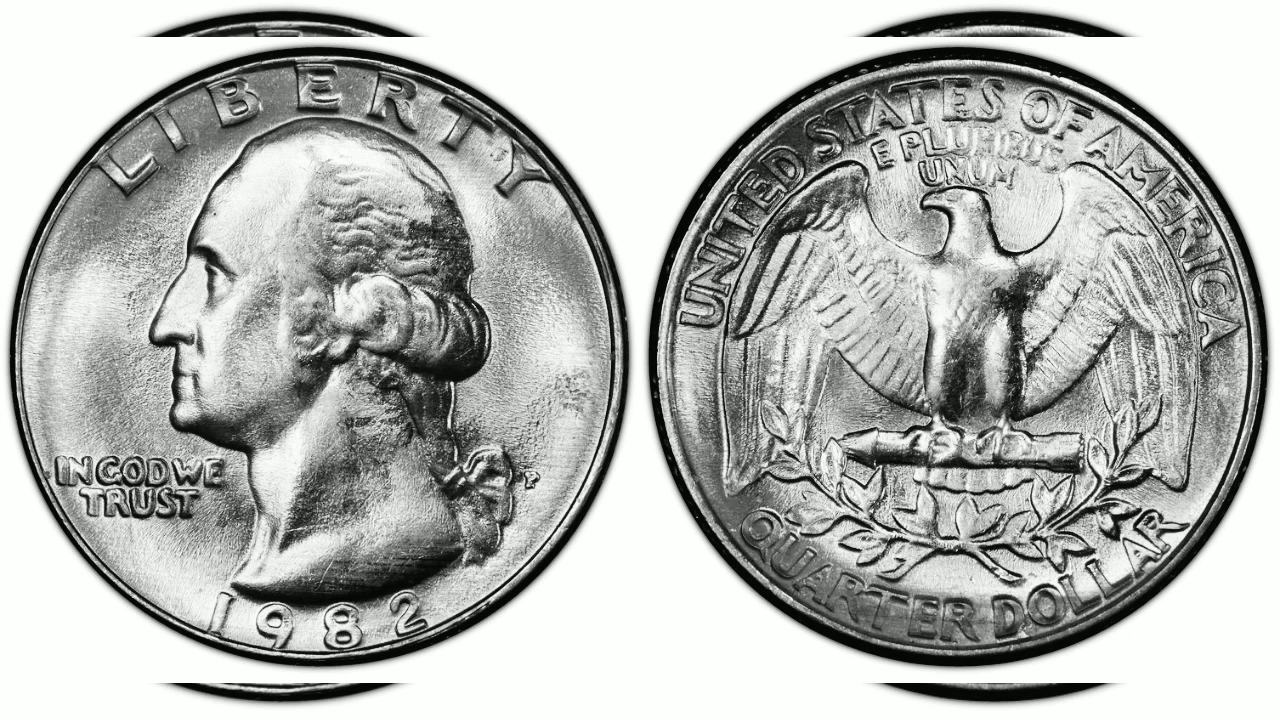 LIBERTY
IN GOD WE
TRUST
P
1982
UNITED STATES OF AMERICA
E PLURIBUS
UNUM
QUARTER DOLLAR